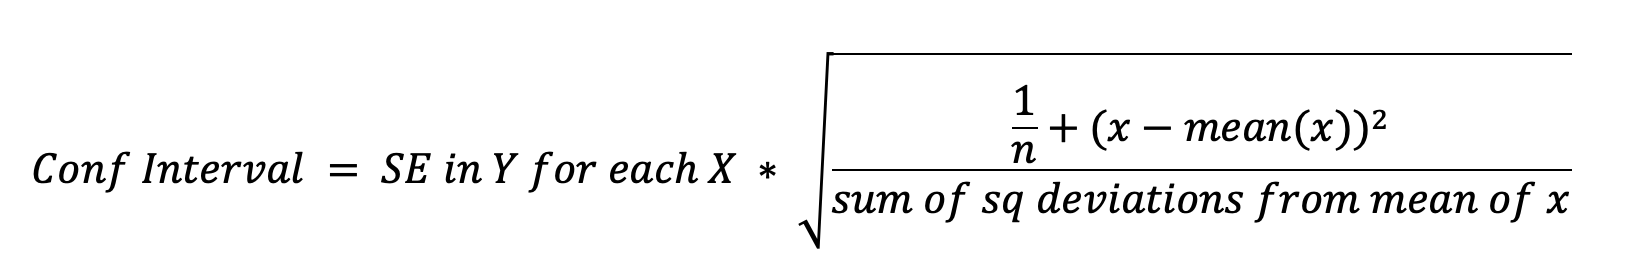 Conf Interval = SE in Y for each X * √(((1/n) + (x − mean(x))²) / (sum of sq deviations from mean of x))